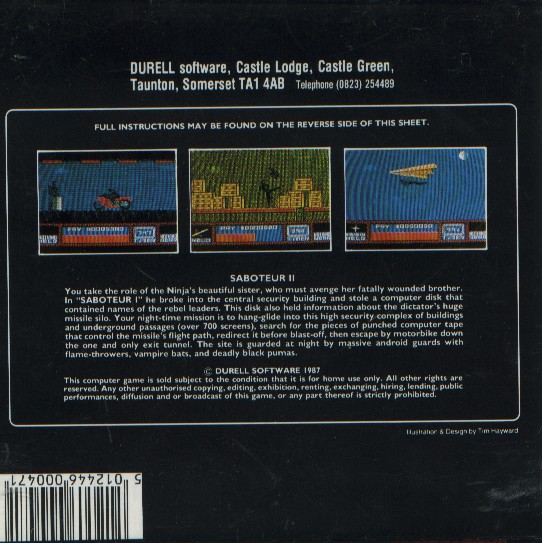 DURELL software, Castle Lodge, Castle Green,
Taunton, Somerset TA1 4AB Telephone (0823) 254489
FULL INSTRUCTIONS MAY BE FOUND ON THE REVERSE SIDE OF THIS SHEET.
PAY
PAY
PAY
HELD
SABOTEUR II
You take the role of the Ninja's beautiful sister, who must avenge her fatally wounded brother.
In "SABOTEUR I" he broke into the central security building and stole a computer disk that
contained names of the rebel leaders. This disk also held information about the dictator's huge
missile silo. Your night-time mission is to hang-glide into this high security complex of buildings
and underground passages (over 700 screens), search for the pieces of punched computer tape
that control the missile's flight path, redirect it before blast-off, then escape by motorbike down
the one and only exit tunnel. The site is guarded at night by massive android guards with
flame-throwers, vampire bats, and deadly black pumas.
© DURELL SOFTWARE 1987
This computer game is sold subject to the condition that it is for home use only. All other rights are
reserved. Any other unauthorised copying, editing, exhibition, renting, exchanging, hiring, lending, public
performances, diffusion and or broadcast of this game, or any part thereof is strictly prohibited.
Illustration & Design by Tim Hayward
5 012446 000471